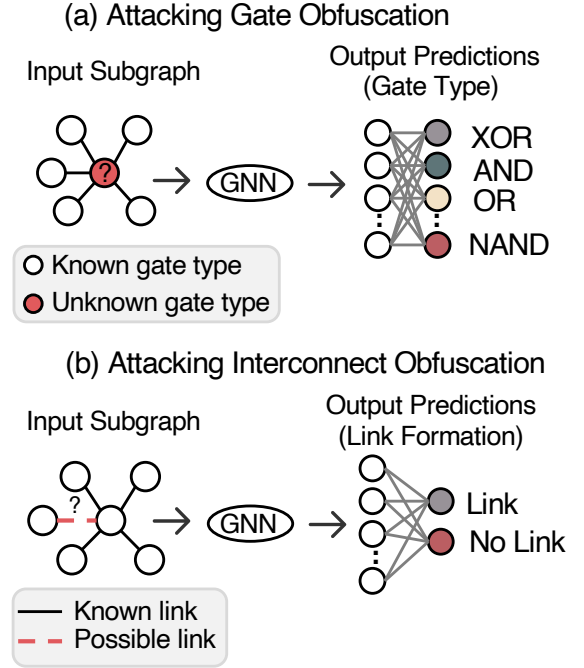 (a) Attacking Gate Obfuscation
Input Subgraph
Output Predictions
(Gate Type)
?
GNN
XOR
AND
OR
NAND
Known gate type
Unknown gate type
(b) Attacking Interconnect Obfuscation
Input Subgraph
Output Predictions
(Link Formation)
?
GNN
Link
No Link
Known link
Possible link